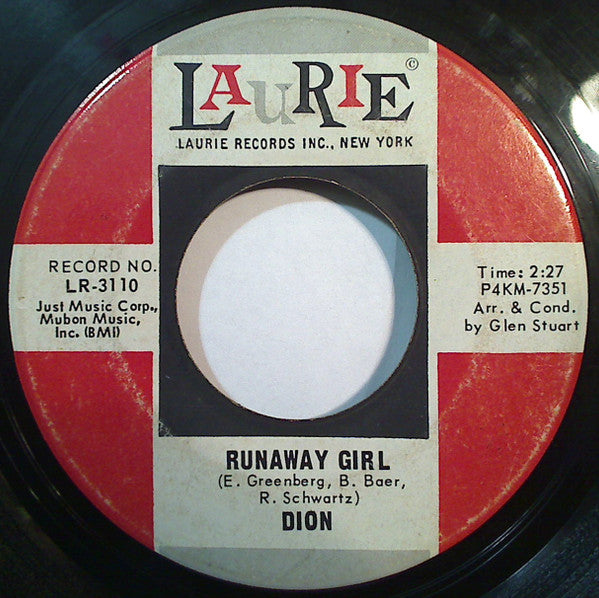 LAURIE ©
LAURIE RECORDS INC., NEW YORK
RECORD NO.
LR-3110
Just Music Corp.,
Mubon Music,
Inc. (BMI)
Time: 2:27
P4KM-7351
Arr. & Cond.
by Glen Stuart
RUNAWAY GIRL
(E. Greenberg, B. Baer,
R. Schwartz)
DION